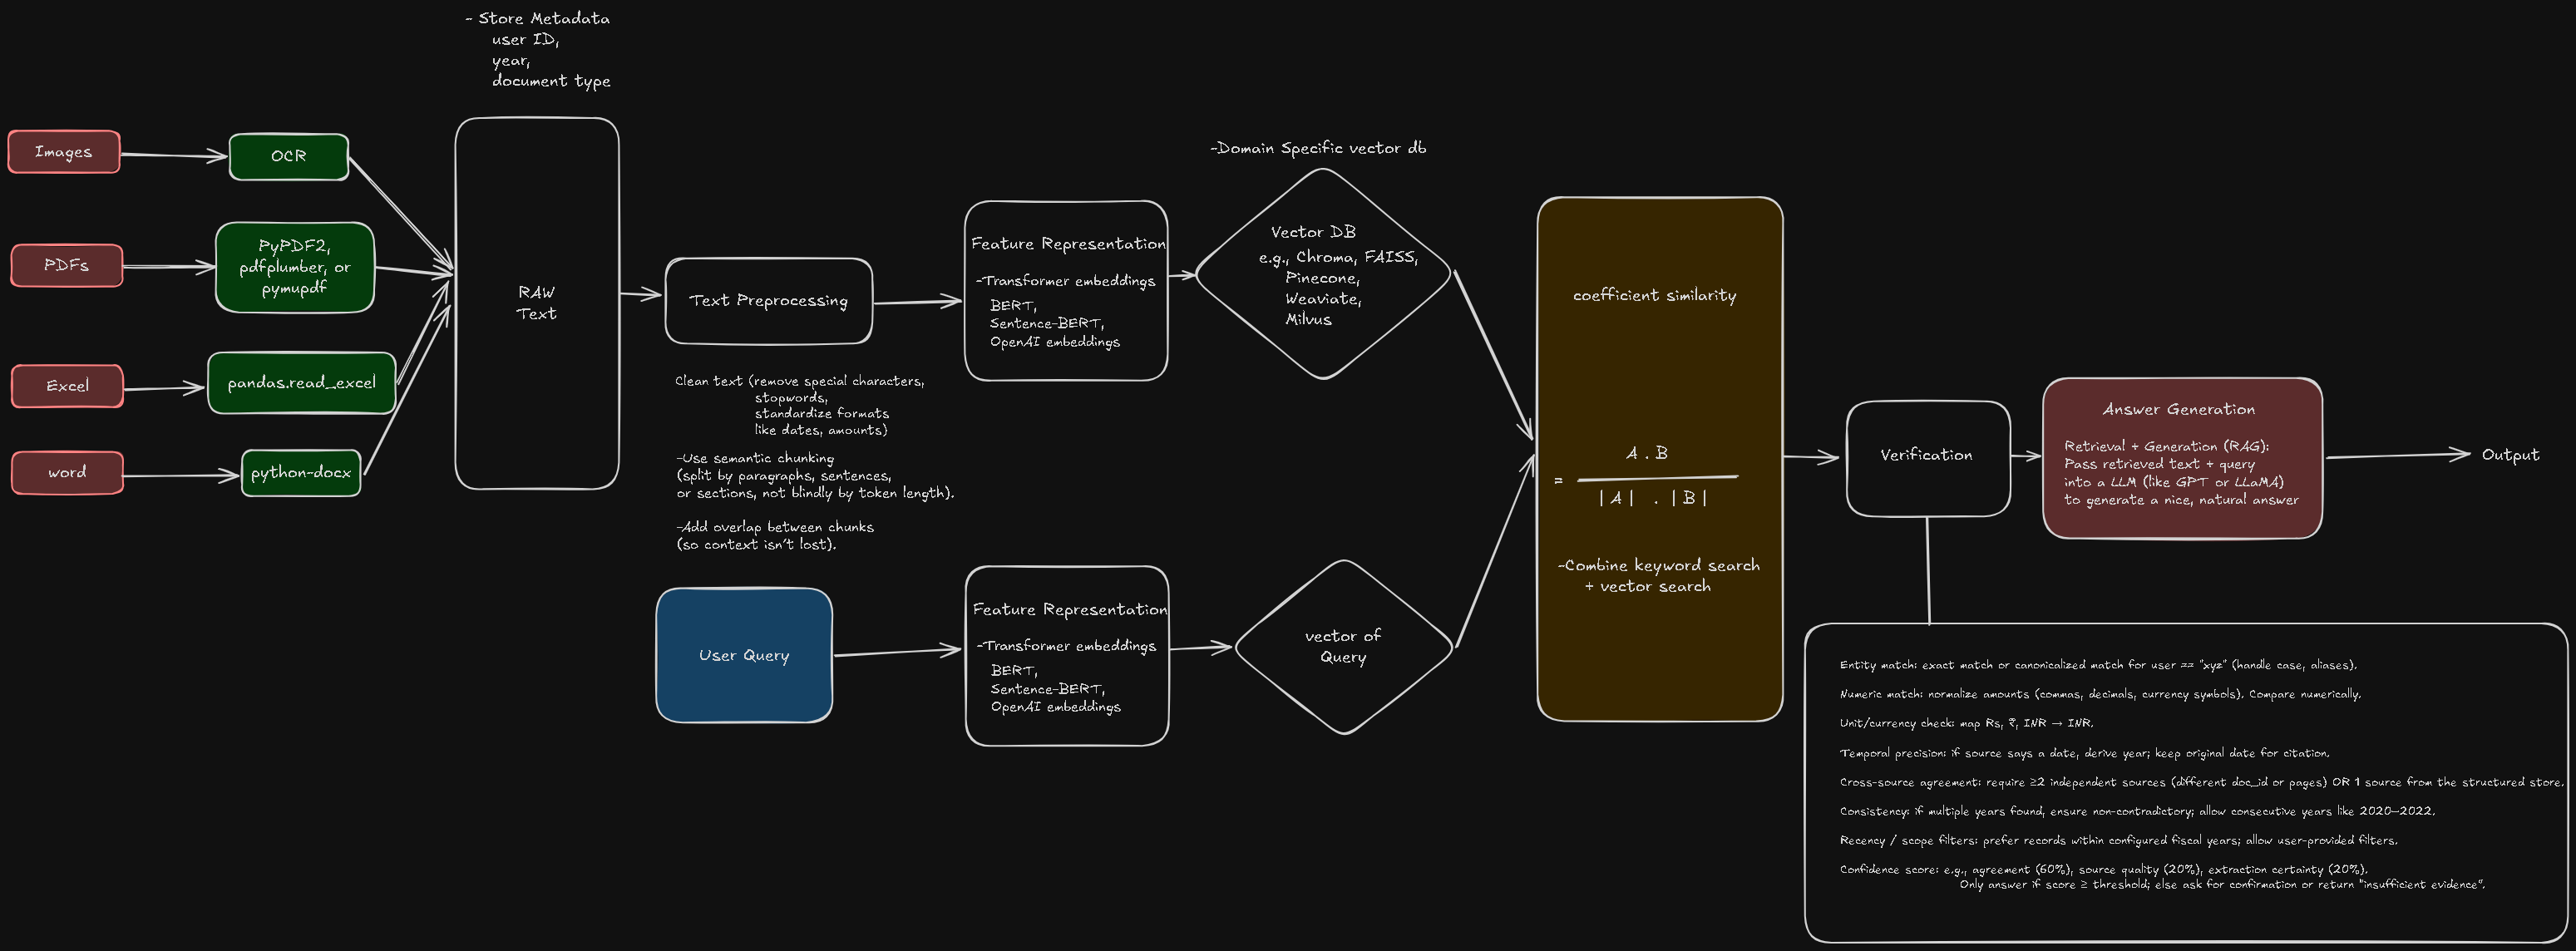 - Store Metadata
user ID,
year,
document type
Images
OCR
PDFs
PyPDF2,
pdfplumber, or
pymupdf
Excel
pandas.read_excel
word
python-docx
RAW
Text
Text Preprocessing
Clean text (remove special characters,
stopwords,
standardize formats
like dates, amounts)
-Use semantic chunking
(split by paragraphs, sentences,
or sections, not blindly by token length).
-Add overlap between chunks
(so context isn't lost).
Feature Representation
-Transformer embeddings
BERT,
Sentence-BERT,
OpenAI embeddings
-Domain Specific vector db
Vector DB
e.g., Chroma, FAISS,
Pinecone,
Weaviate,
Milvus
User Query
Feature Representation
-Transformer embeddings
BERT,
Sentence-BERT,
OpenAI embeddings
vector of
Query
coefficient similarity
A . B
=
|A| . |B|
-Combine keyword search
+ vector search
Verification
Answer Generation
Retrieval + Generation (RAG):
Pass retrieved text + query
into a LLM (like GPT or LLaMA)
to generate a nice, natural answer
Output
Entity match: exact match or canonicalized match for user == "xyz" (handle case, aliases).
Numeric match: normalize amounts (commas, decimals, currency symbols). Compare numerically.
Unit/currency check: map Rs, ₹, INR → INR.
Temporal precision: if source says a date, derive year; keep original date for citation.
Cross-source agreement: require ≥2 independent sources (different doc_id or pages) OR 1 source from the structured store.
Consistency: if multiple years found, ensure non-contradictory; allow consecutive years like 2020–2022.
Recency / scope filters: prefer records within configured fiscal years; allow user-provided filters.
Confidence score: e.g., agreement (60%), source quality (20%), extraction certainty (20%).
Only answer if score ≥ threshold; else ask for confirmation or return "insufficient evidence".